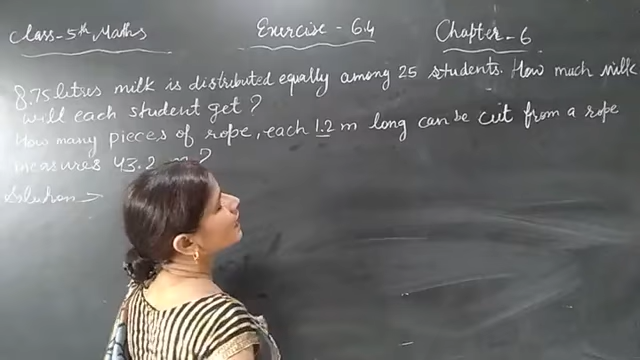 Class-5th Maths
Exercise - 6.4
Chapter - 6
8.75 litres milk is distributed equally among 25 students. How much milk
will each student get?
How many pieces of rope, each 1.2 m long can be cut from a rope
measures 43.2 m?
Solution →